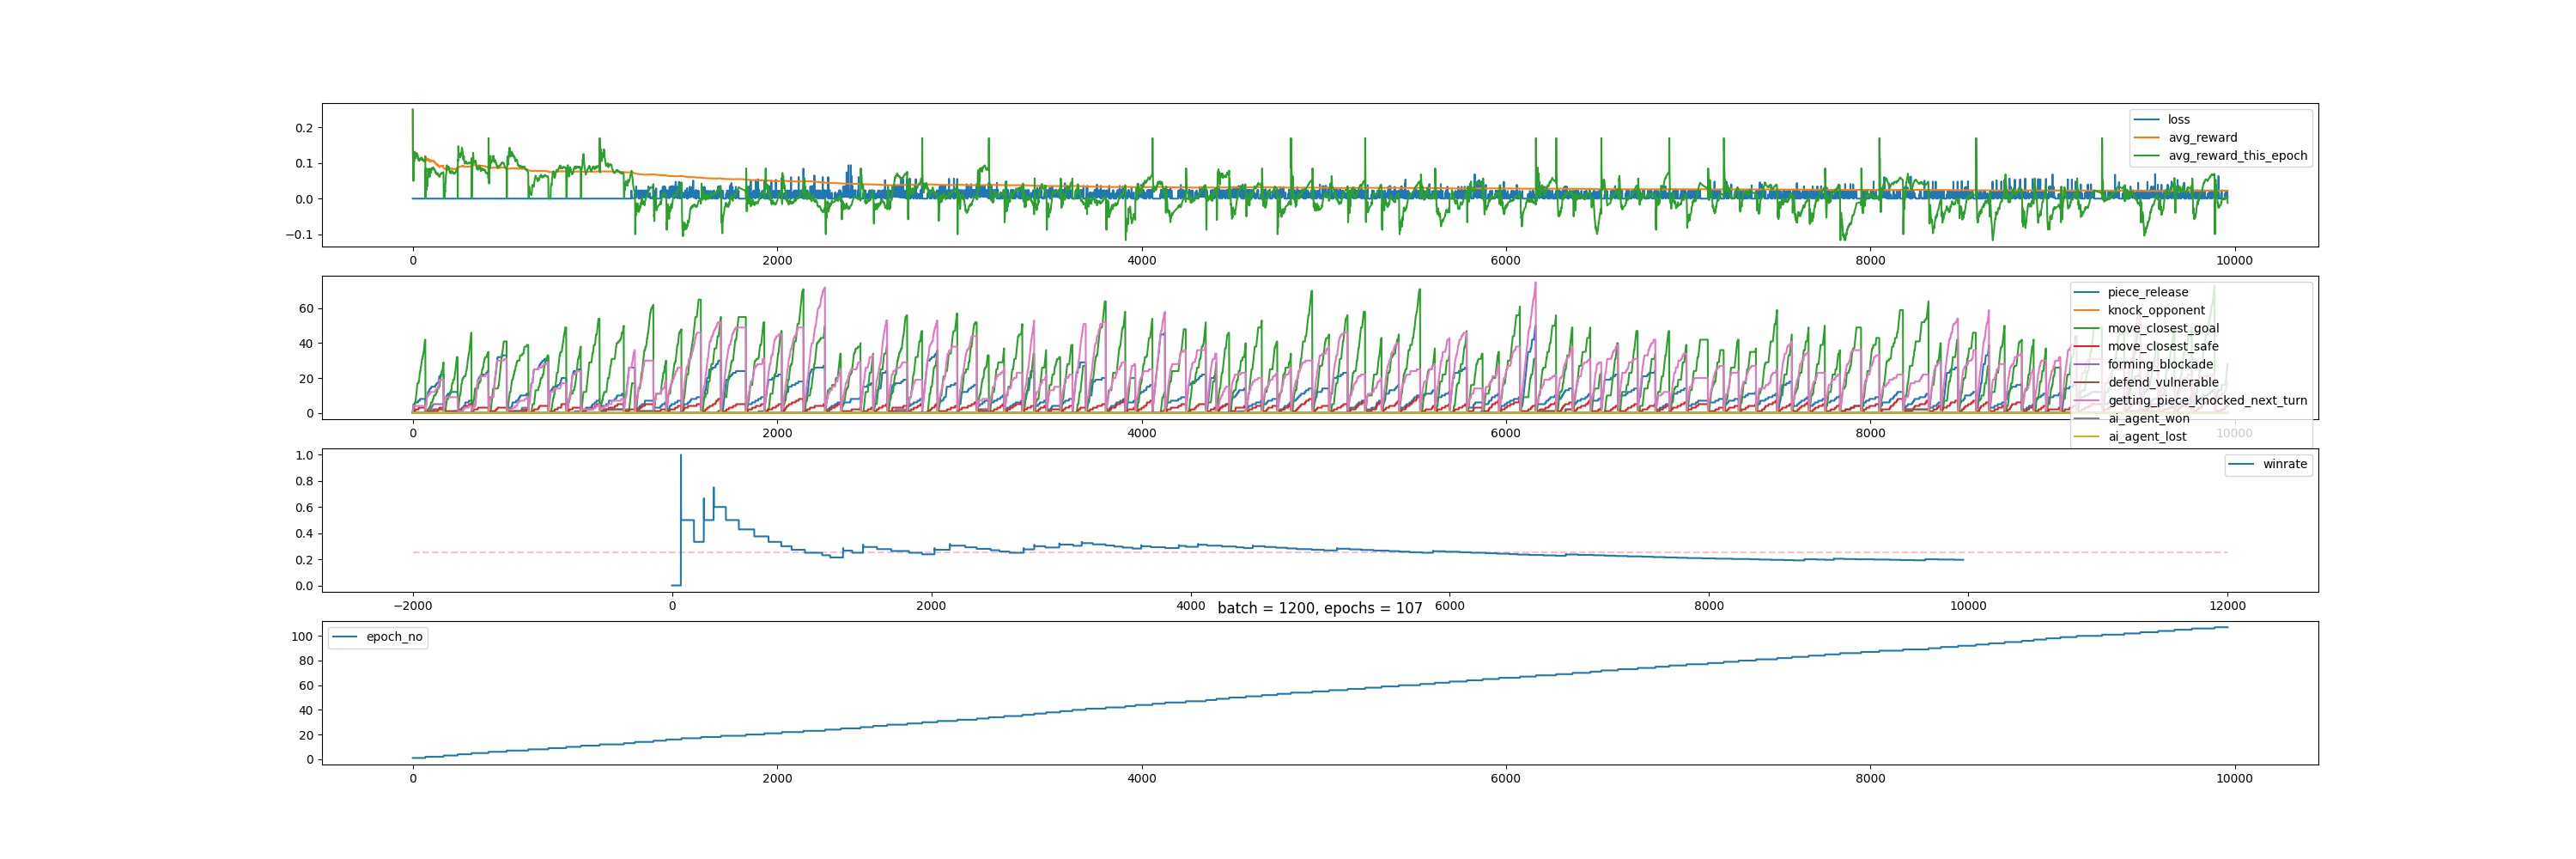 0.2
0.1
0.0
−0.1
loss
avg_reward
avg_reward_this_epoch
0 2000 4000 6000 8000 10000
60
40
20
0
piece_release
knock_opponent
move_closest_goal
move_closest_safe
forming_blockade
defend_vulnerable
getting_piece_knocked_next_turn
ai_agent_won
ai_agent_lost
0 2000 4000 6000 8000 10000
1.0
0.8
0.6
0.4
0.2
0.0
winrate
−2000 0 2000 4000 6000 8000 10000 12000
batch = 1200, epochs = 107
100
80
60
40
20
0
epoch_no
0 2000 4000 6000 8000 10000